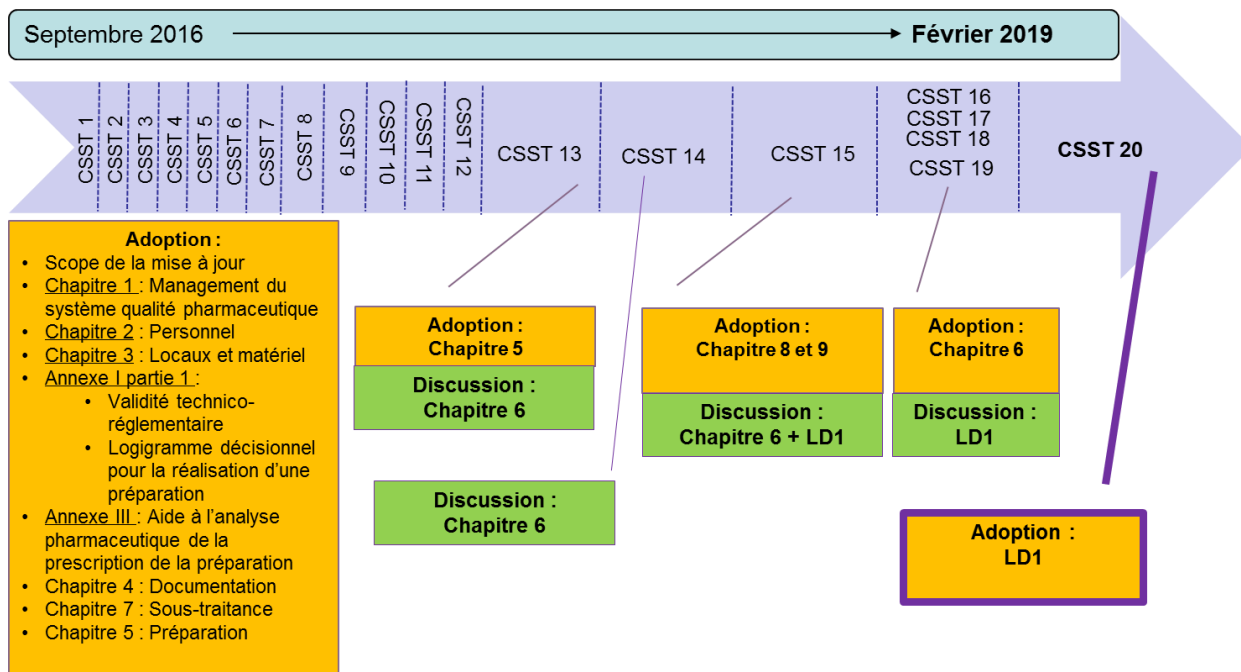 Septembre 2016
Février 2019
CSST 1
CSST 2
CSST 3
CSST 4
CSST 5
CSST 6
CSST 7
CSST 8
CSST 9
CSST 10
CSST 11
CSST 12
CSST 13
CSST 14
CSST 15
CSST 16
CSST 17
CSST 18
CSST 19
CSST 20
Adoption :
• Scope de la mise à jour
• Chapitre 1 : Management du
système qualité pharmaceutique
• Chapitre 2 : Personnel
• Chapitre 3 : Locaux et matériel
• Annexe I partie 1 :
• Validité technico-
réglementaire
• Logigramme décisionnel
pour la réalisation d’une
préparation
• Annexe III : Aide à l’analyse
pharmaceutique de la
prescription de la préparation
• Chapitre 4 : Documentation
• Chapitre 7 : Sous-traitance
• Chapitre 5 : Préparation
Adoption :
Chapitre 5
Discussion :
Chapitre 6
Discussion :
Chapitre 6
Adoption :
Chapitre 8 et 9
Discussion :
Chapitre 6 + LD1
Adoption :
Chapitre 6
Discussion :
LD1
Adoption :
LD1